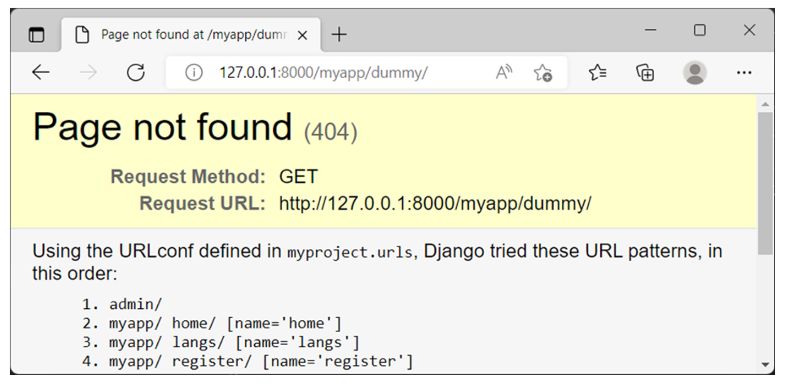 Page not found at /myapp/dumm
127.0.0.1:8000/myapp/dummy/
Page not found (404)
Request Method: GET
Request URL: http://127.0.0.1:8000/myapp/dummy/
Using the URLconf defined in myproject.urls, Django tried these URL patterns, in
this order:
1. admin/
2. myapp/ home/ [name='home']
3. myapp/ langs/ [name='langs']
4. myapp/ register/ [name='register']